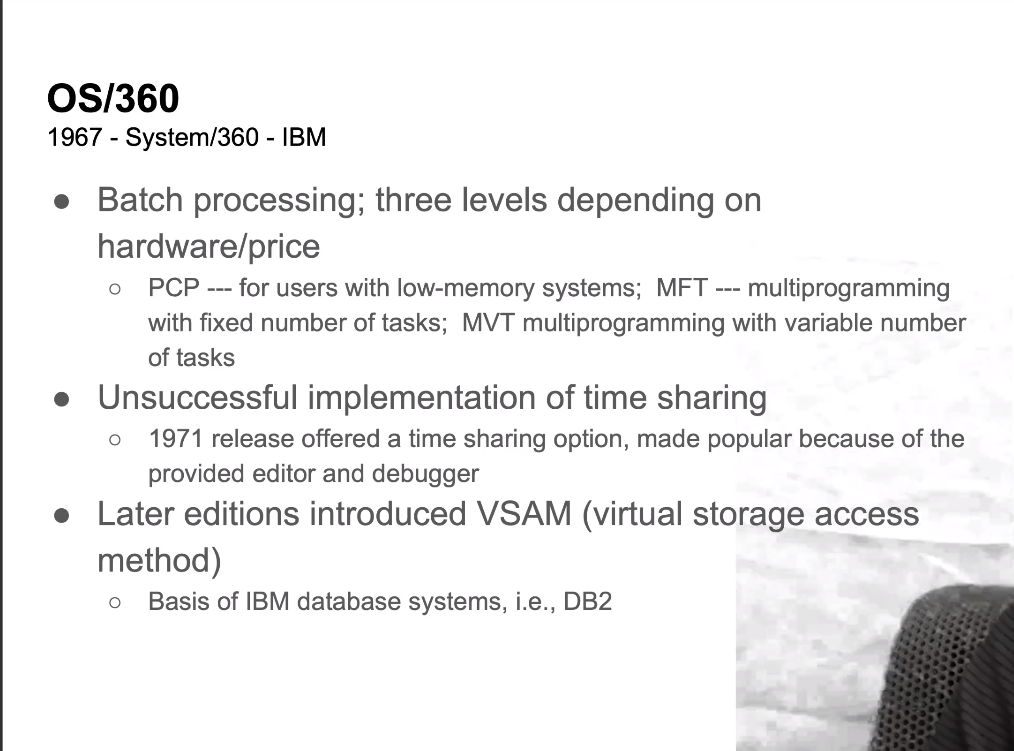 OS/360
1967 - System/360 - IBM
● Batch processing; three levels depending on
hardware/price
○ PCP --- for users with low-memory systems;  MFT --- multiprogramming
with fixed number of tasks;  MVT multiprogramming with variable number
of tasks
● Unsuccessful implementation of time sharing
○ 1971 release offered a time sharing option, made popular because of the
provided editor and debugger
● Later editions introduced VSAM (virtual storage access
method)
○ Basis of IBM database systems, i.e., DB2